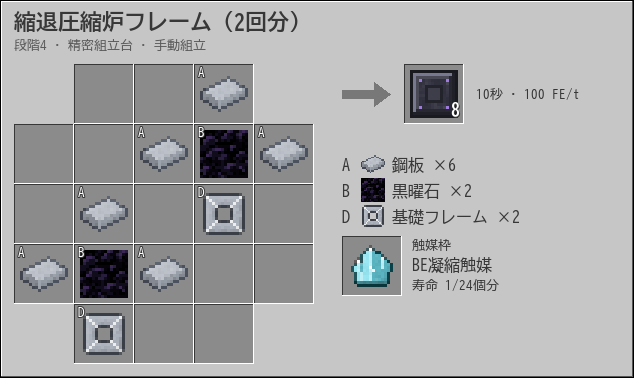 縮退圧縮炉フレーム（2回分）
段階4 · 精密組立台 · 手動組立
A
A
B
A
A
D
A
B
A
D
8
10秒 · 100 FE/t
A 鋼板 ×6
B 黒曜石 ×2
D 基礎フレーム ×2
触媒枠
BE凝縮触媒
寿命 1/24個分